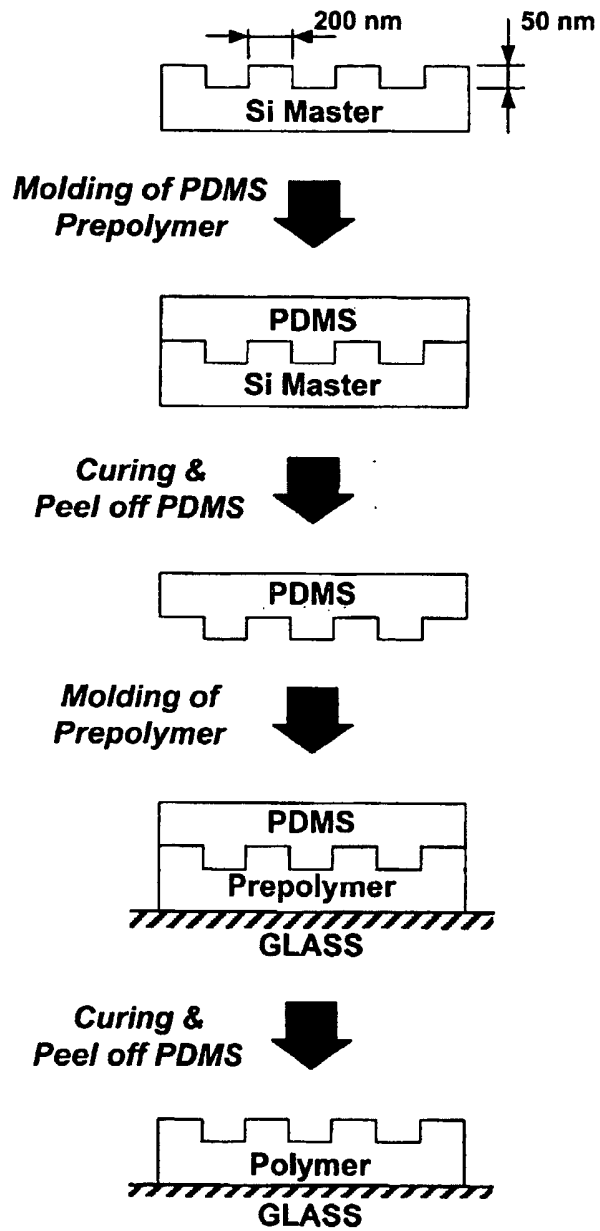 200 nm
50 nm
Si Master
Molding of PDMS
Prepolymer
PDMS
Si Master
Curing &
Peel off PDMS
PDMS
Molding of
Prepolymer
PDMS
Prepolymer
GLASS
Curing &
Peel off PDMS
Polymer
GLASS